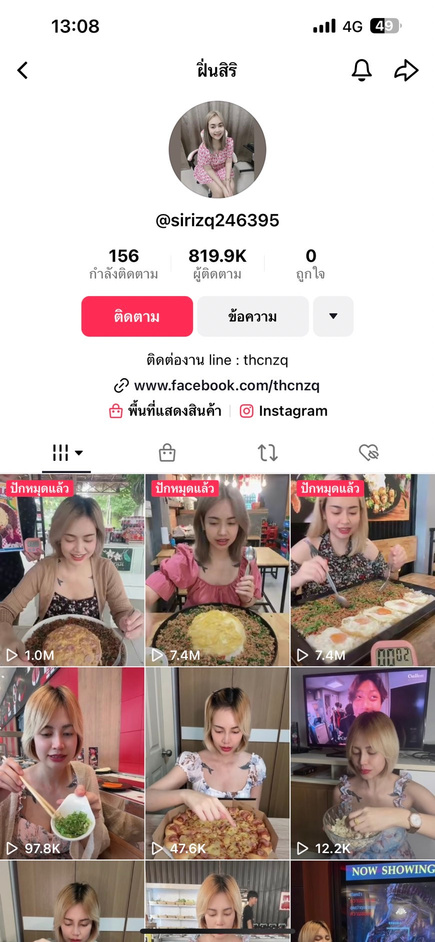 13:08
4G 49
ฝิ่นสิริ
@sirizq246395
156 819.9K 0
กำลังติดตาม ผู้ติดตาม ถูกใจ
ติดตาม ข้อความ
ติดต่องาน line : thcnzq
www.facebook.com/thcnzq
พื้นที่แสดงสินค้า Instagram
ปักหมุดแล้ว ปักหมุดแล้ว ปักหมุดแล้ว
1.0M 7.4M 7.4M
97.8K 47.6K 12.2K
NOW SHOWING